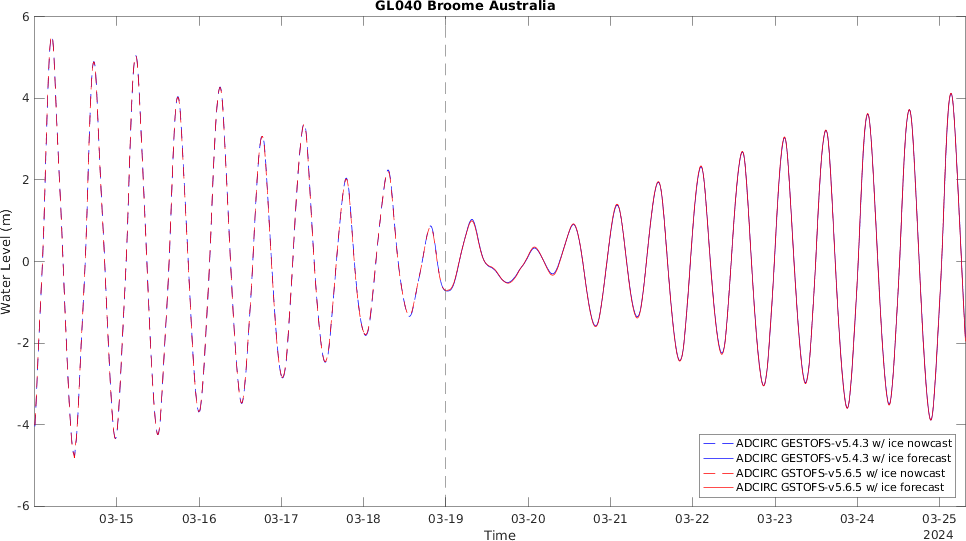 GL040 Broome Australia
6
4
2
0
-2
-4
-6
Water Level (m)
ADCIRC GESTOFS-v5.4.3 w/ ice nowcast
ADCIRC GESTOFS-v5.4.3 w/ ice forecast
ADCIRC GSTOFS-v5.6.5 w/ ice nowcast
ADCIRC GSTOFS-v5.6.5 w/ ice forecast
03-15 03-16 03-17 03-18 03-19 03-20 03-21 03-22 03-23 03-24 03-25
Time
2024